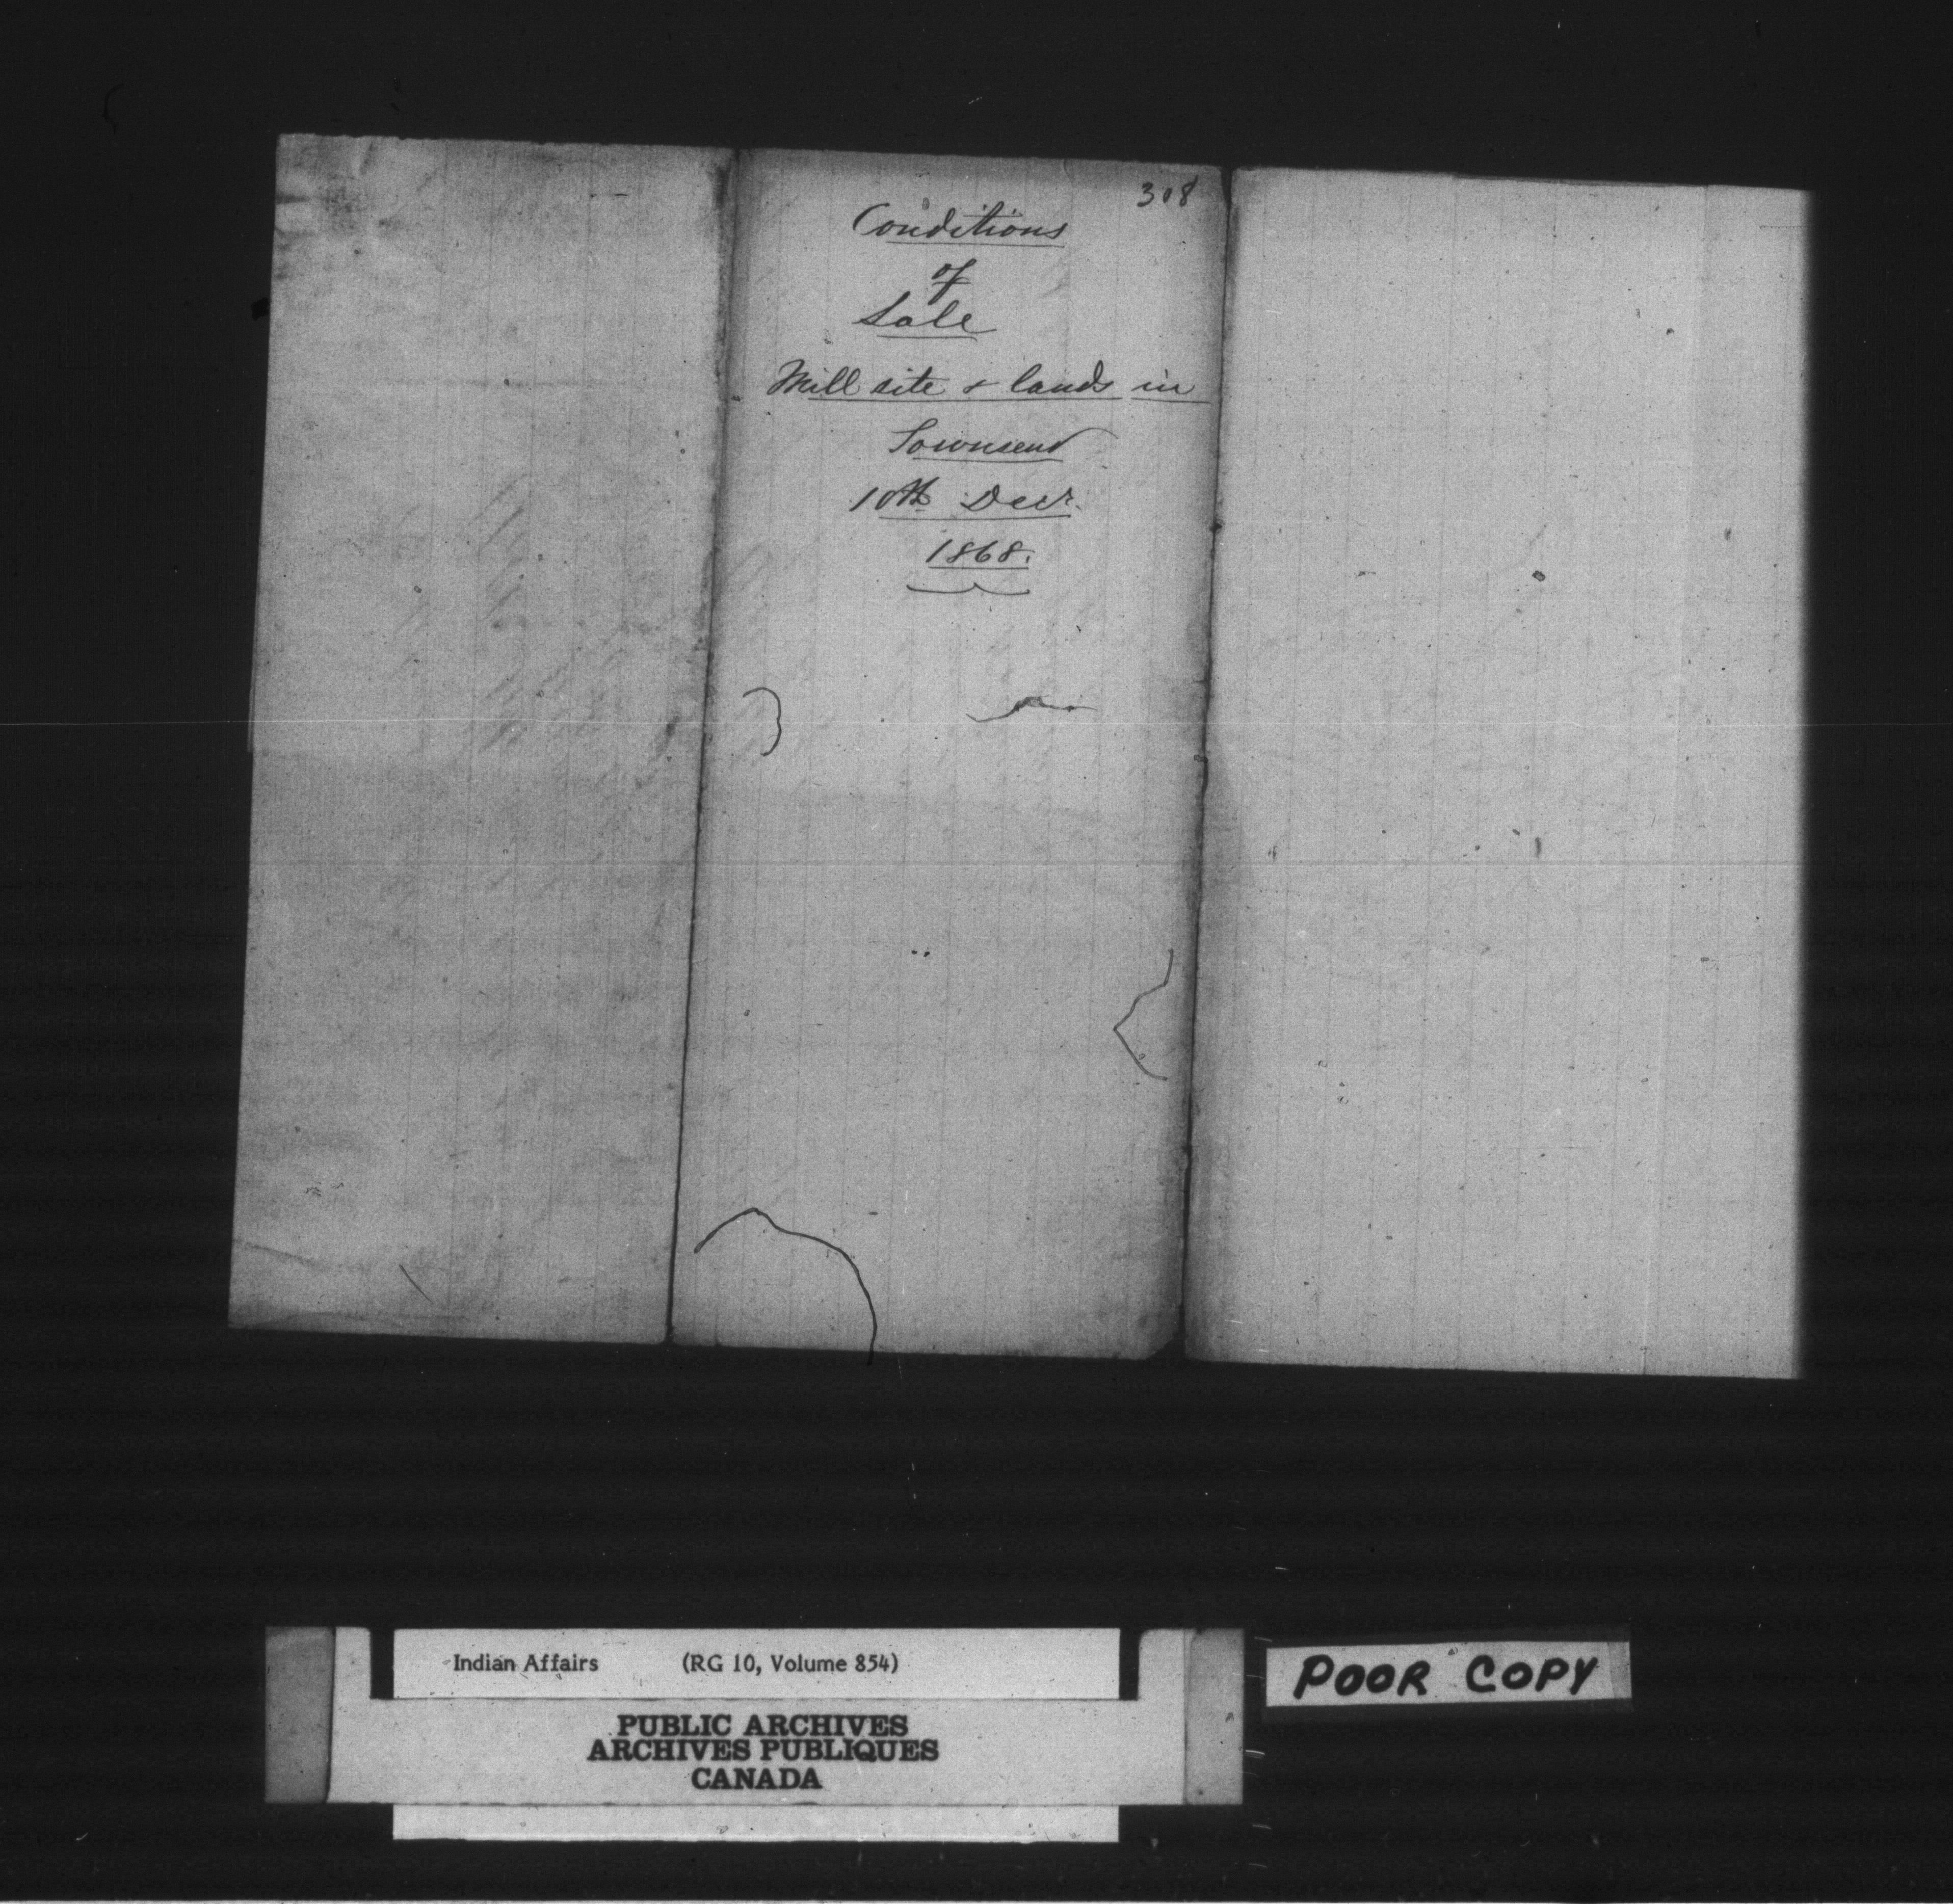 308
Conditions
of
Sale
Mill site & lands in
Townsend
10th Decr.
1868.
Indian Affairs (RG 10, Volume 854)
PUBLIC ARCHIVES
ARCHIVES PUBLIQUES
CANADA
POOR COPY